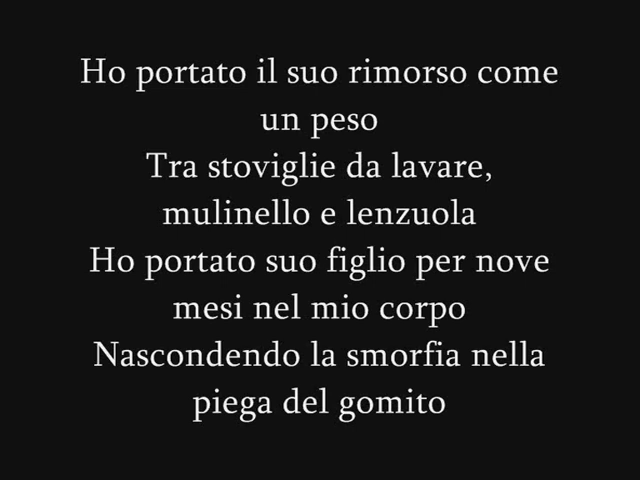 Ho portato il suo rimorso come
un peso
Tra stoviglie da lavare,
mulinello e lenzuola
Ho portato suo figlio per nove
mesi nel mio corpo
Nascondendo la smorfia nella
piega del gomito